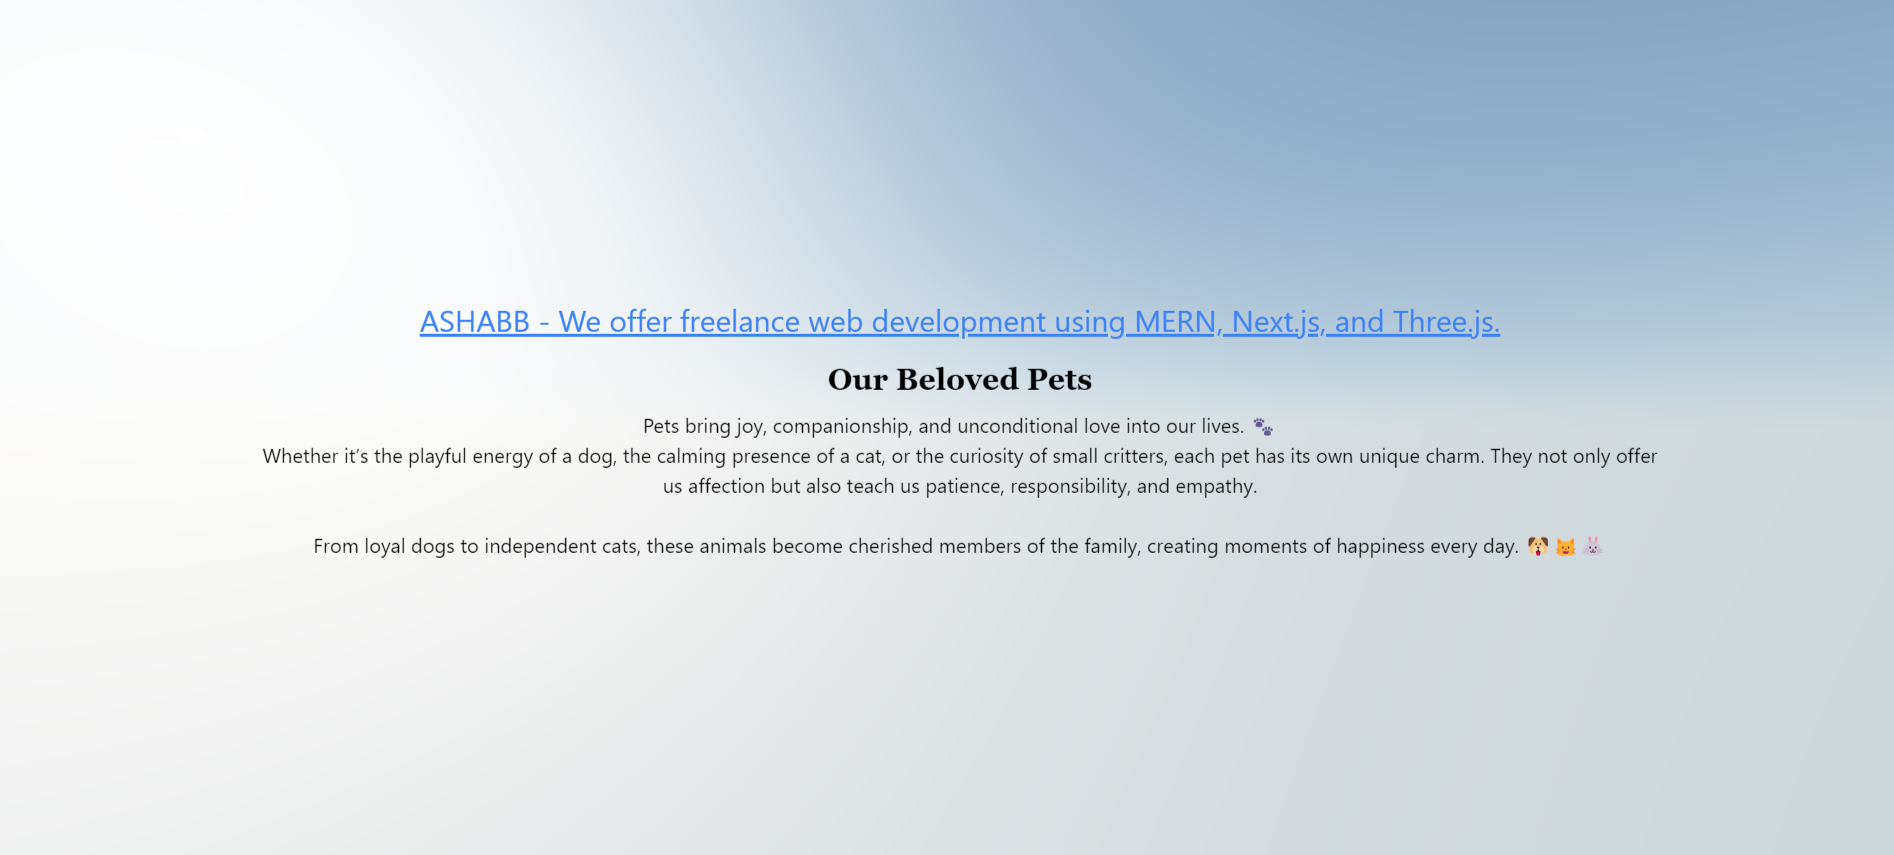 ASHABB - We offer freelance web development using MERN, Next.js, and Three.js.
Our Beloved Pets
Pets bring joy, companionship, and unconditional love into our lives. 🐾
Whether it’s the playful energy of a dog, the calming presence of a cat, or the curiosity of small critters, each pet has its own unique charm. They not only offer
us affection but also teach us patience, responsibility, and empathy.
From loyal dogs to independent cats, these animals become cherished members of the family, creating moments of happiness every day. 🐶 🐱 🐰